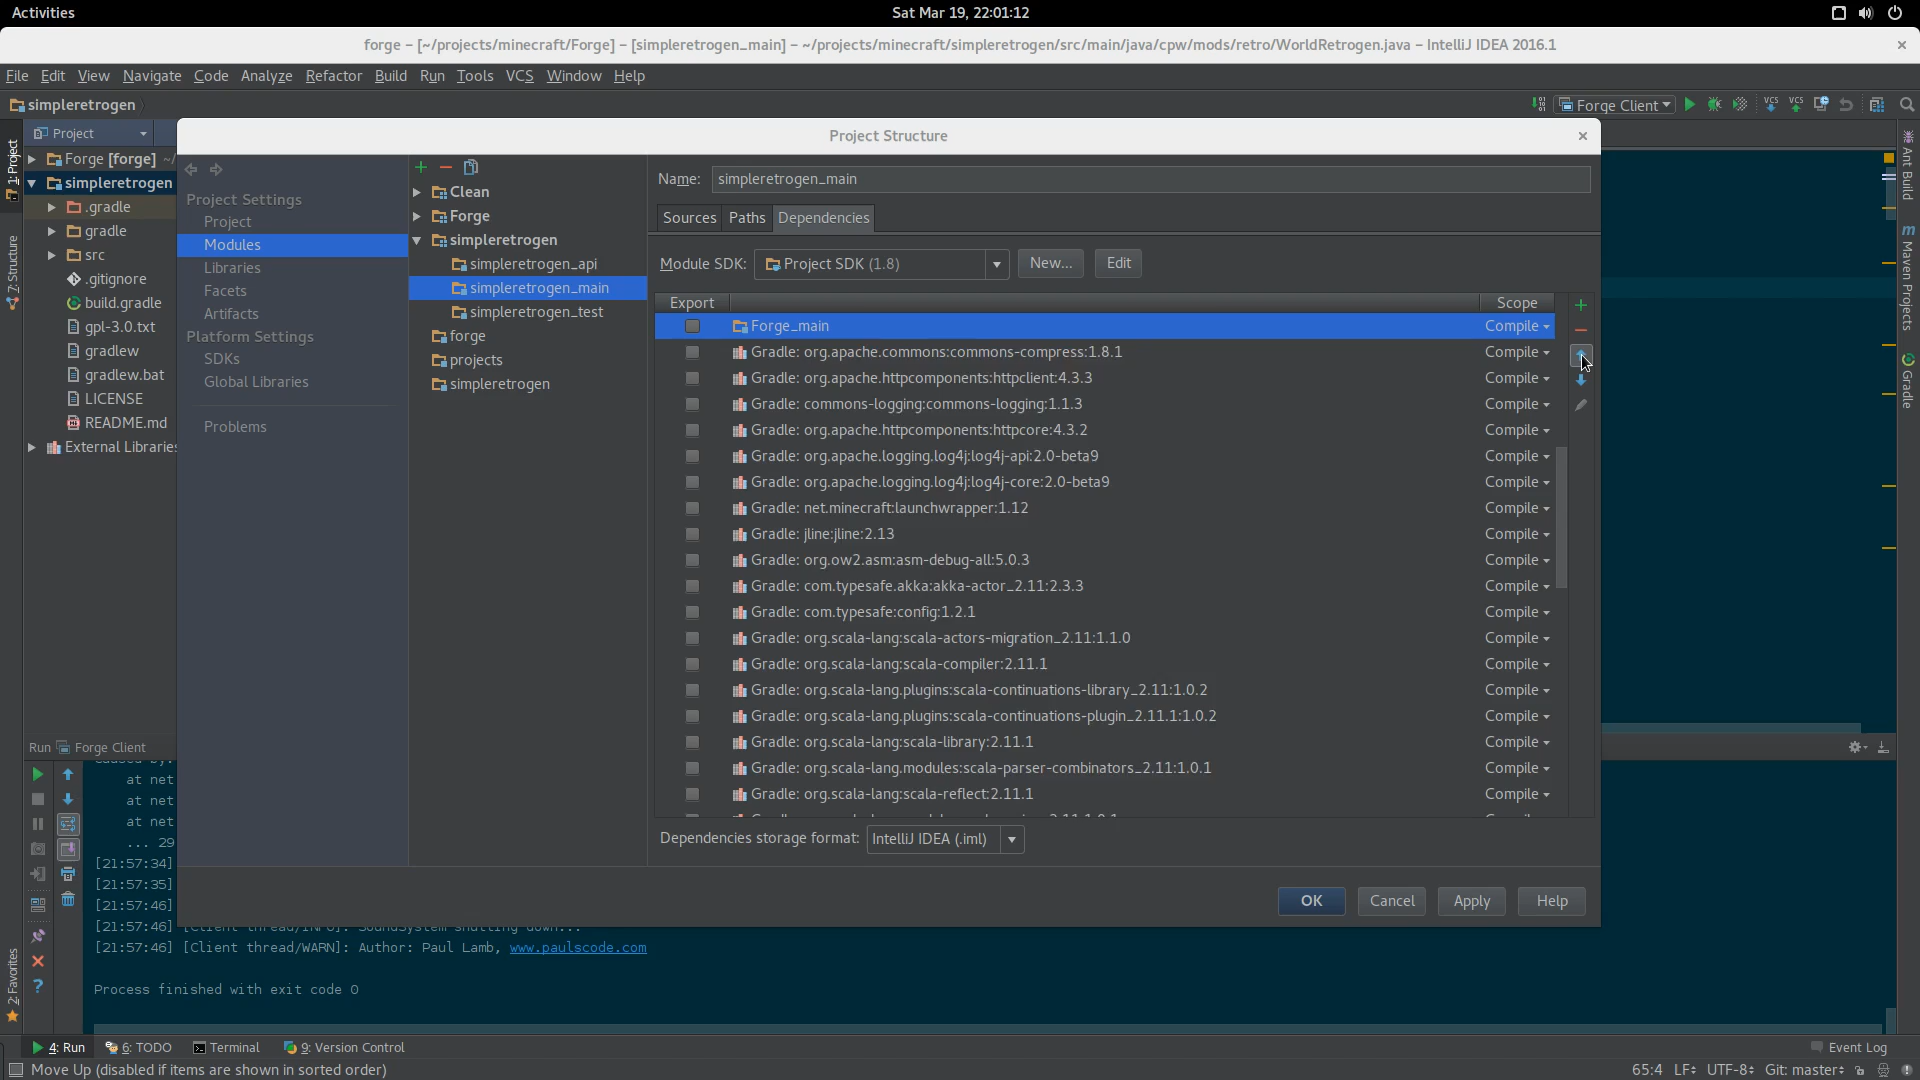 Activities
Sat Mar 19, 22:01:12
forge – [~/projects/minecraft/Forge] – [simpleretrogen_main] – ~/projects/minecraft/simpleretrogen/src/main/java/cpw/mods/retro/WorldRetrogen.java – IntelliJ IDEA 2016.1
File Edit View Navigate Code Analyze Refactor Build Run Tools VCS Window Help
simpleretrogen
Forge Client
VCS VCS
1: Project
7: Structure
2: Favorites
Project
Forge [forge] ~/
simpleretrogen
.gradle
gradle
src
.gitignore
build.gradle
gpl-3.0.txt
gradlew
gradlew.bat
LICENSE
README.md
External Libraries
Project Structure
Project Settings
Project
Modules
Libraries
Facets
Artifacts
Platform Settings
SDKs
Global Libraries
Problems
Clean
Forge
simpleretrogen
simpleretrogen_api
simpleretrogen_main
simpleretrogen_test
forge
projects
simpleretrogen
Name: simpleretrogen_main
Sources Paths Dependencies
Module SDK: Project SDK (1.8) New... Edit
Export Scope
Forge_main Compile
Gradle: org.apache.commons:commons-compress:1.8.1 Compile
Gradle: org.apache.httpcomponents:httpclient:4.3.3 Compile
Gradle: commons-logging:commons-logging:1.1.3 Compile
Gradle: org.apache.httpcomponents:httpcore:4.3.2 Compile
Gradle: org.apache.logging.log4j:log4j-api:2.0-beta9 Compile
Gradle: org.apache.logging.log4j:log4j-core:2.0-beta9 Compile
Gradle: net.minecraft:launchwrapper:1.12 Compile
Gradle: jline:jline:2.13 Compile
Gradle: org.ow2.asm:asm-debug-all:5.0.3 Compile
Gradle: com.typesafe.akka:akka-actor_2.11:2.3.3 Compile
Gradle: com.typesafe:config:1.2.1 Compile
Gradle: org.scala-lang:scala-actors-migration_2.11:1.1.0 Compile
Gradle: org.scala-lang:scala-compiler:2.11.1 Compile
Gradle: org.scala-lang.plugins:scala-continuations-library_2.11:1.0.2 Compile
Gradle: org.scala-lang.plugins:scala-continuations-plugin_2.11.1:1.0.2 Compile
Gradle: org.scala-lang:scala-library:2.11.1 Compile
Gradle: org.scala-lang.modules:scala-parser-combinators_2.11:1.0.1 Compile
Gradle: org.scala-lang:scala-reflect:2.11.1 Compile
Dependencies storage format: IntelliJ IDEA (.iml)
OK Cancel Apply Help
Ant Build
Maven Projects
Gradle
Run Forge Client
at net
at net
at net
... 29
[21:57:34]
[21:57:35]
[21:57:46]
[21:57:46] [Client thread/INFO]: SoundSystem shutting down...
[21:57:46] [Client thread/WARN]: Author: Paul Lamb, www.paulscode.com
Process finished with exit code 0
4: Run 6: TODO Terminal 9: Version Control Event Log
Move Up (disabled if items are shown in sorted order) 65:4 LF UTF-8 Git: master